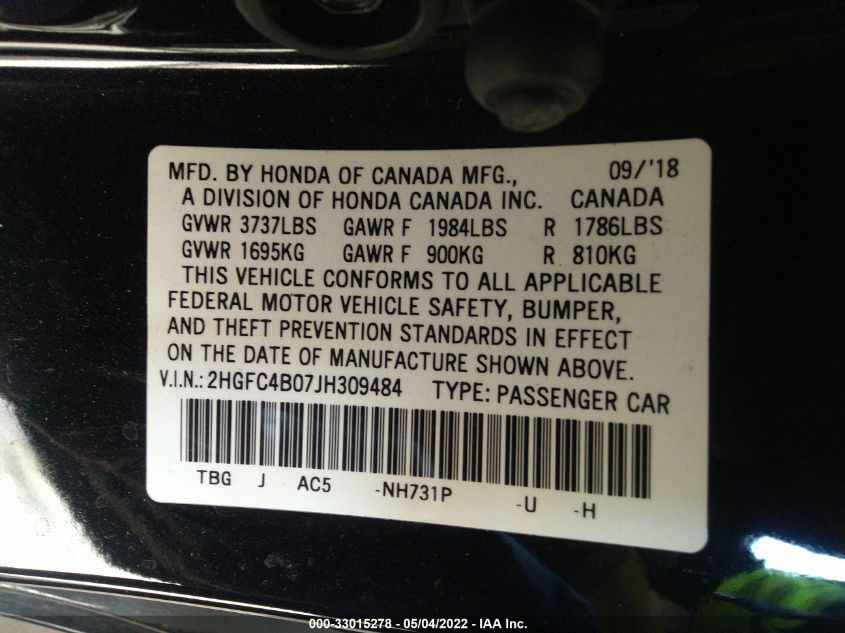 MFD. BY HONDA OF CANADA MFG., 09/'18
A DIVISION OF HONDA CANADA INC. CANADA
GVWR 3737LBS GAWR F 1984LBS R 1786LBS
GVWR 1695KG GAWR F 900KG R 810KG
THIS VEHICLE CONFORMS TO ALL APPLICABLE
FEDERAL MOTOR VEHICLE SAFETY, BUMPER,
AND THEFT PREVENTION STANDARDS IN EFFECT
ON THE DATE OF MANUFACTURE SHOWN ABOVE.
V.I.N.: 2HGFC4B07JH309484 TYPE: PASSENGER CAR
TBG J AC5 -NH731P -U -H
000-33015278 - 05/04/2022 - IAA Inc.